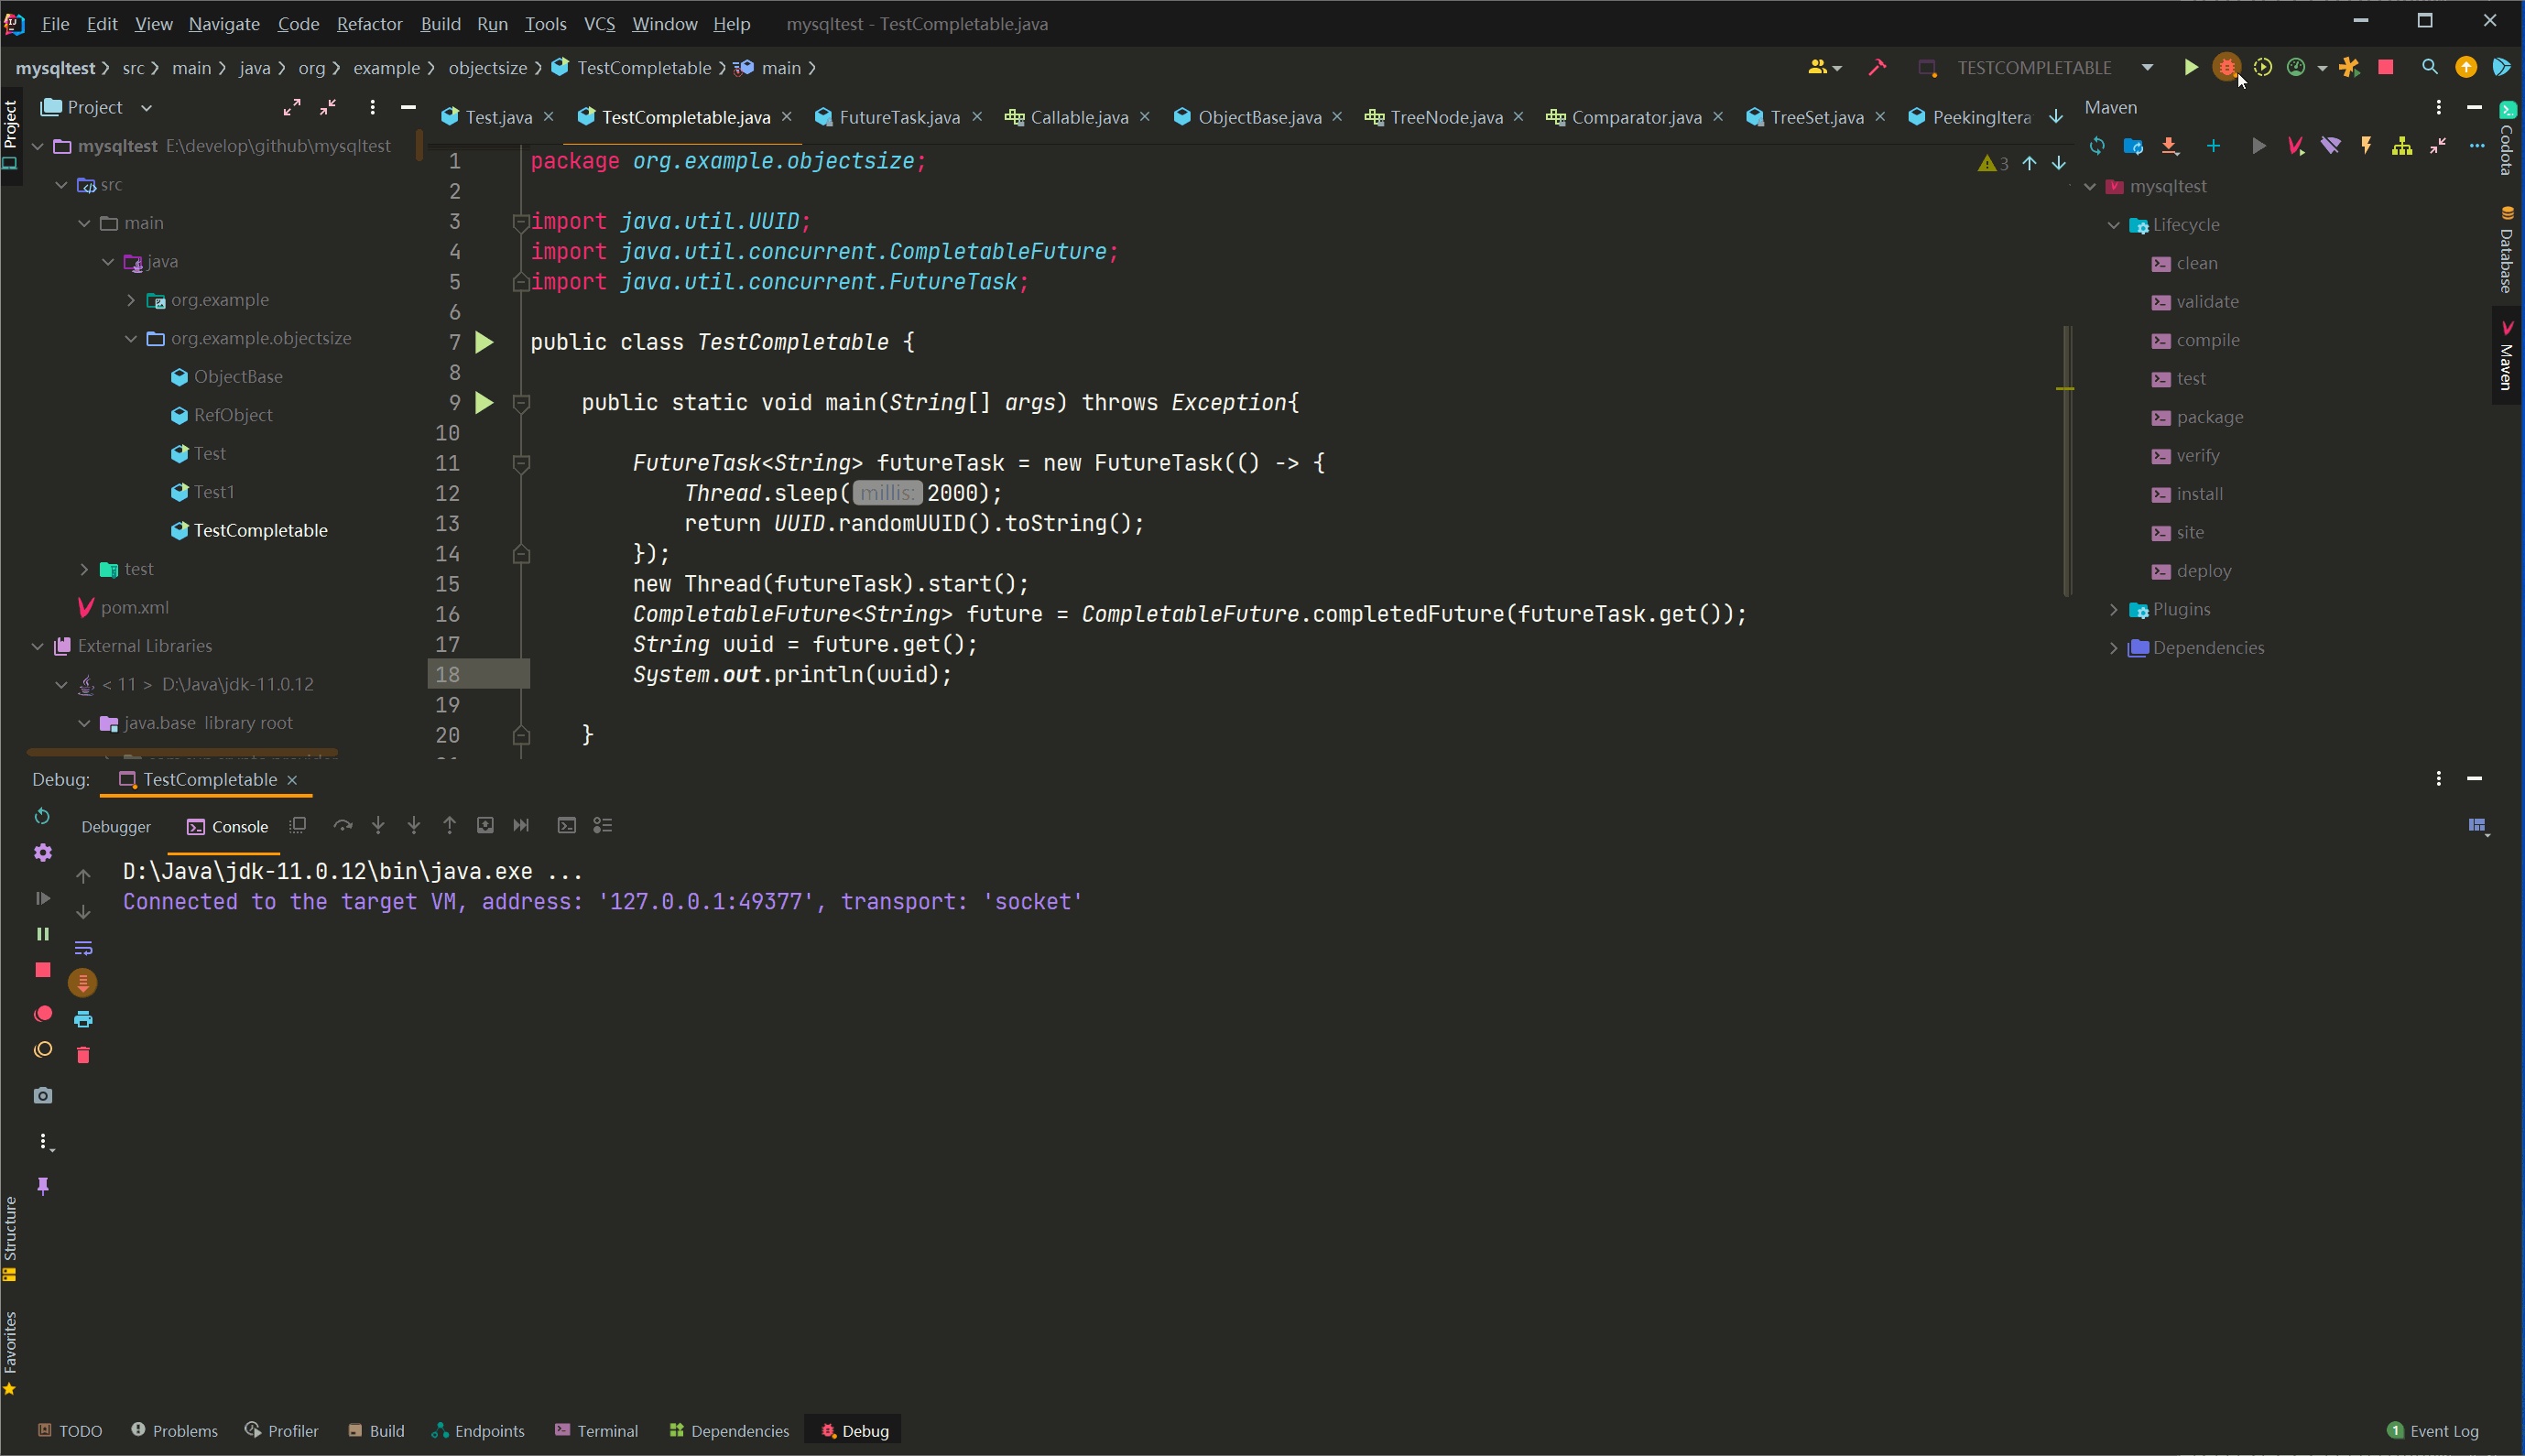 File Edit View Navigate Code Refactor Build Run Tools VCS Window Help mysqltest - TestCompletable.java
mysqltest src main java org example objectsize TestCompletable main TESTCOMPLETABLE
Project
Test.java TestCompletable.java FutureTask.java Callable.java ObjectBase.java TreeNode.java Comparator.java TreeSet.java PeekingItera
Maven
Project
mysqltest E:\develop\github\mysqltest
src
main
java
org.example
org.example.objectsize
ObjectBase
RefObject
Test
Test1
TestCompletable
test
pom.xml
External Libraries
< 11 > D:\Java\jdk-11.0.12
java.base library root
1 package org.example.objectsize;
2
3 import java.util.UUID;
4 import java.util.concurrent.CompletableFuture;
5 import java.util.concurrent.FutureTask;
6
7 public class TestCompletable {
8
9 public static void main(String[] args) throws Exception{
10
11 FutureTask<String> futureTask = new FutureTask(() -> {
12 Thread.sleep( millis: 2000);
13 return UUID.randomUUID().toString();
14 });
15 new Thread(futureTask).start();
16 CompletableFuture<String> future = CompletableFuture.completedFuture(futureTask.get());
17 String uuid = future.get();
18 System.out.println(uuid);
19
20 }
3
mysqltest
Lifecycle
clean
validate
compile
test
package
verify
install
site
deploy
Plugins
Dependencies
Codota
Database
Maven
Debug: TestCompletable
Debugger Console
D:\Java\jdk-11.0.12\bin\java.exe ...
Connected to the target VM, address: '127.0.0.1:49377', transport: 'socket'
Structure
Favorites
TODO Problems Profiler Build Endpoints Terminal Dependencies Debug 1 Event Log